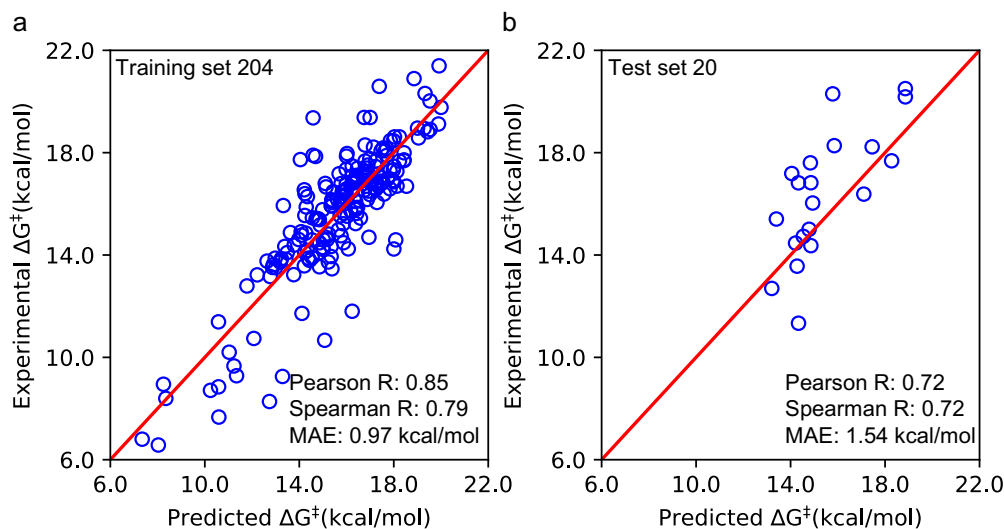 a
Training set 204
Experimental ΔG‡(kcal/mol)
22.0
18.0
14.0
10.0
6.0
Pearson R: 0.85
Spearman R: 0.79
MAE: 0.97 kcal/mol
6.0 10.0 14.0 18.0 22.0
Predicted ΔG‡(kcal/mol)
b
Test set 20
Experimental ΔG‡(kcal/mol)
22.0
18.0
14.0
10.0
6.0
Pearson R: 0.72
Spearman R: 0.72
MAE: 1.54 kcal/mol
6.0 10.0 14.0 18.0 22.0
Predicted ΔG‡(kcal/mol)